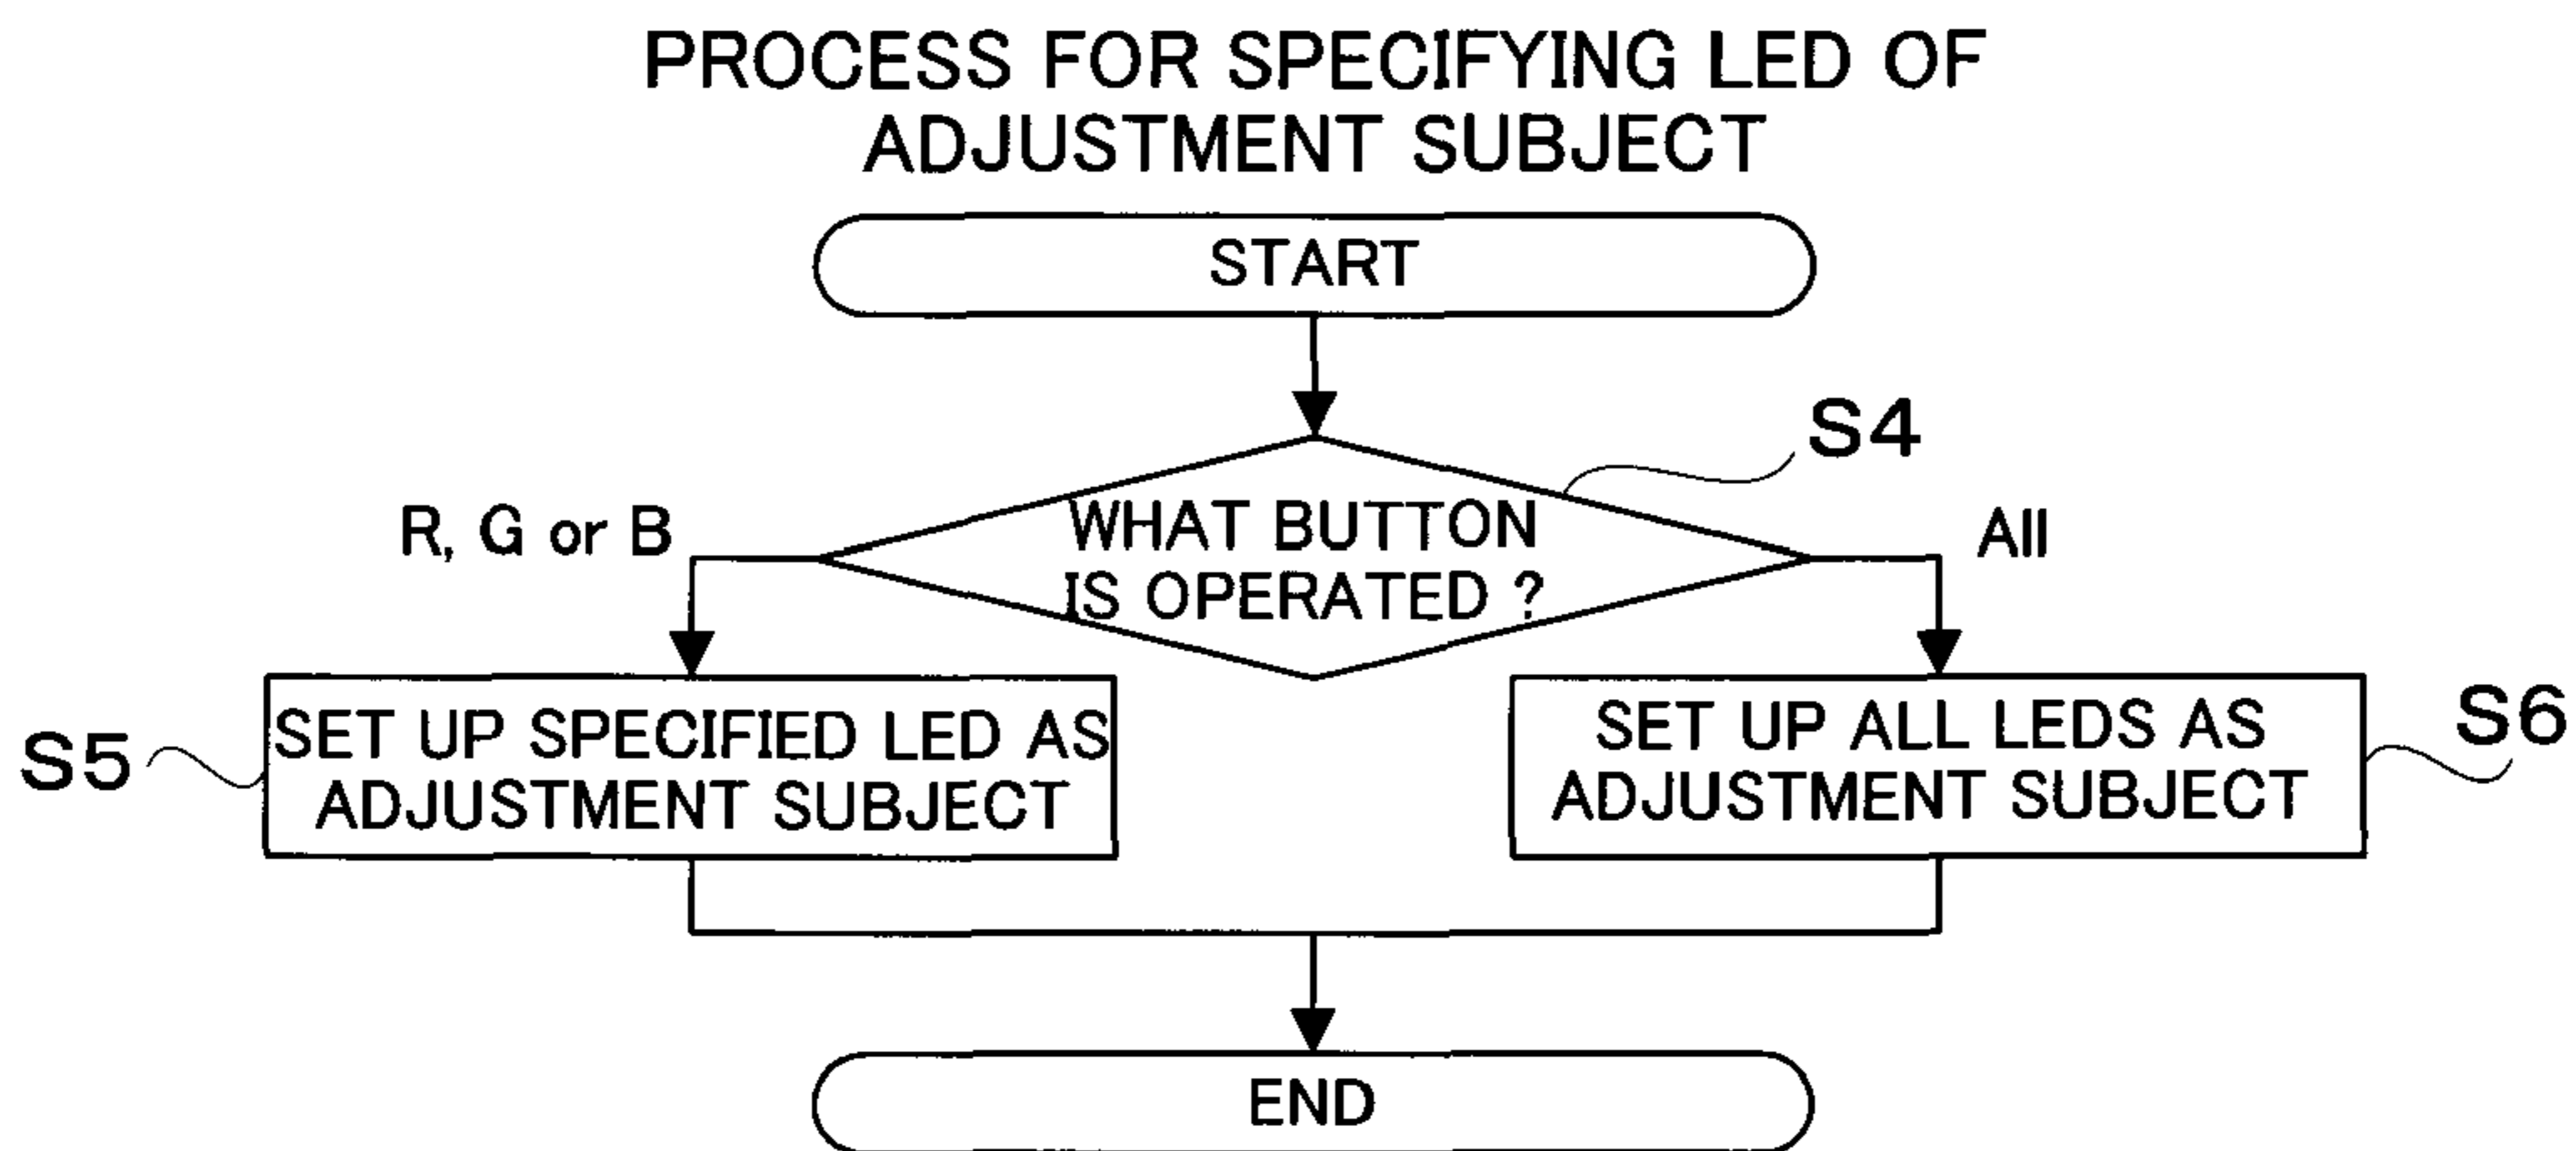 PROCESS FOR SPECIFYING LED OF
ADJUSTMENT SUBJECT
START
S4
R, G or B
WHAT BUTTON
IS OPERATED ?
All
S5
SET UP SPECIFIED LED AS
ADJUSTMENT SUBJECT
SET UP ALL LEDS AS
ADJUSTMENT SUBJECT
S6
END